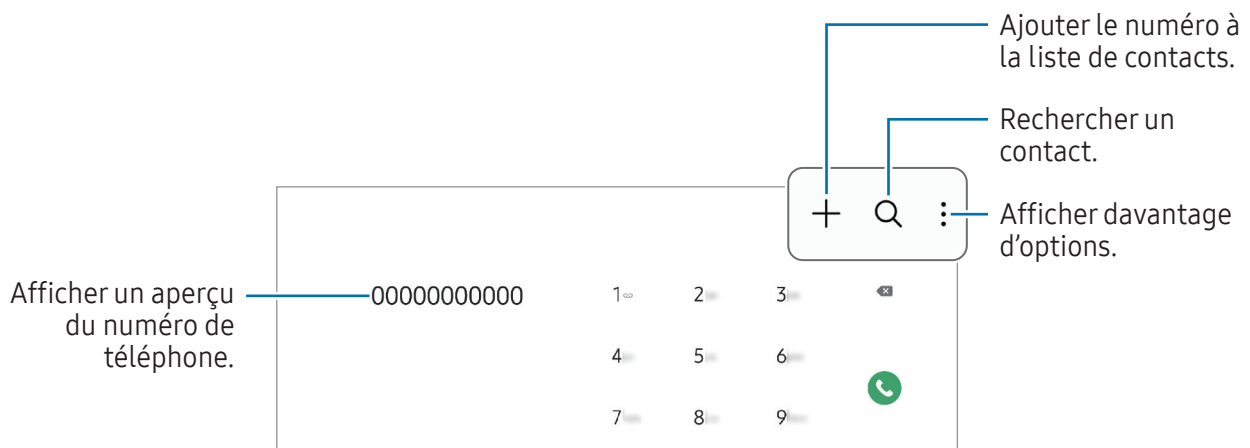 Ajouter le numéro à
la liste de contacts.
Rechercher un
contact.
Afficher davantage
d'options.
Afficher un aperçu
du numéro de
téléphone.
00000000000
1 2 3
4 5 6
7 8 9